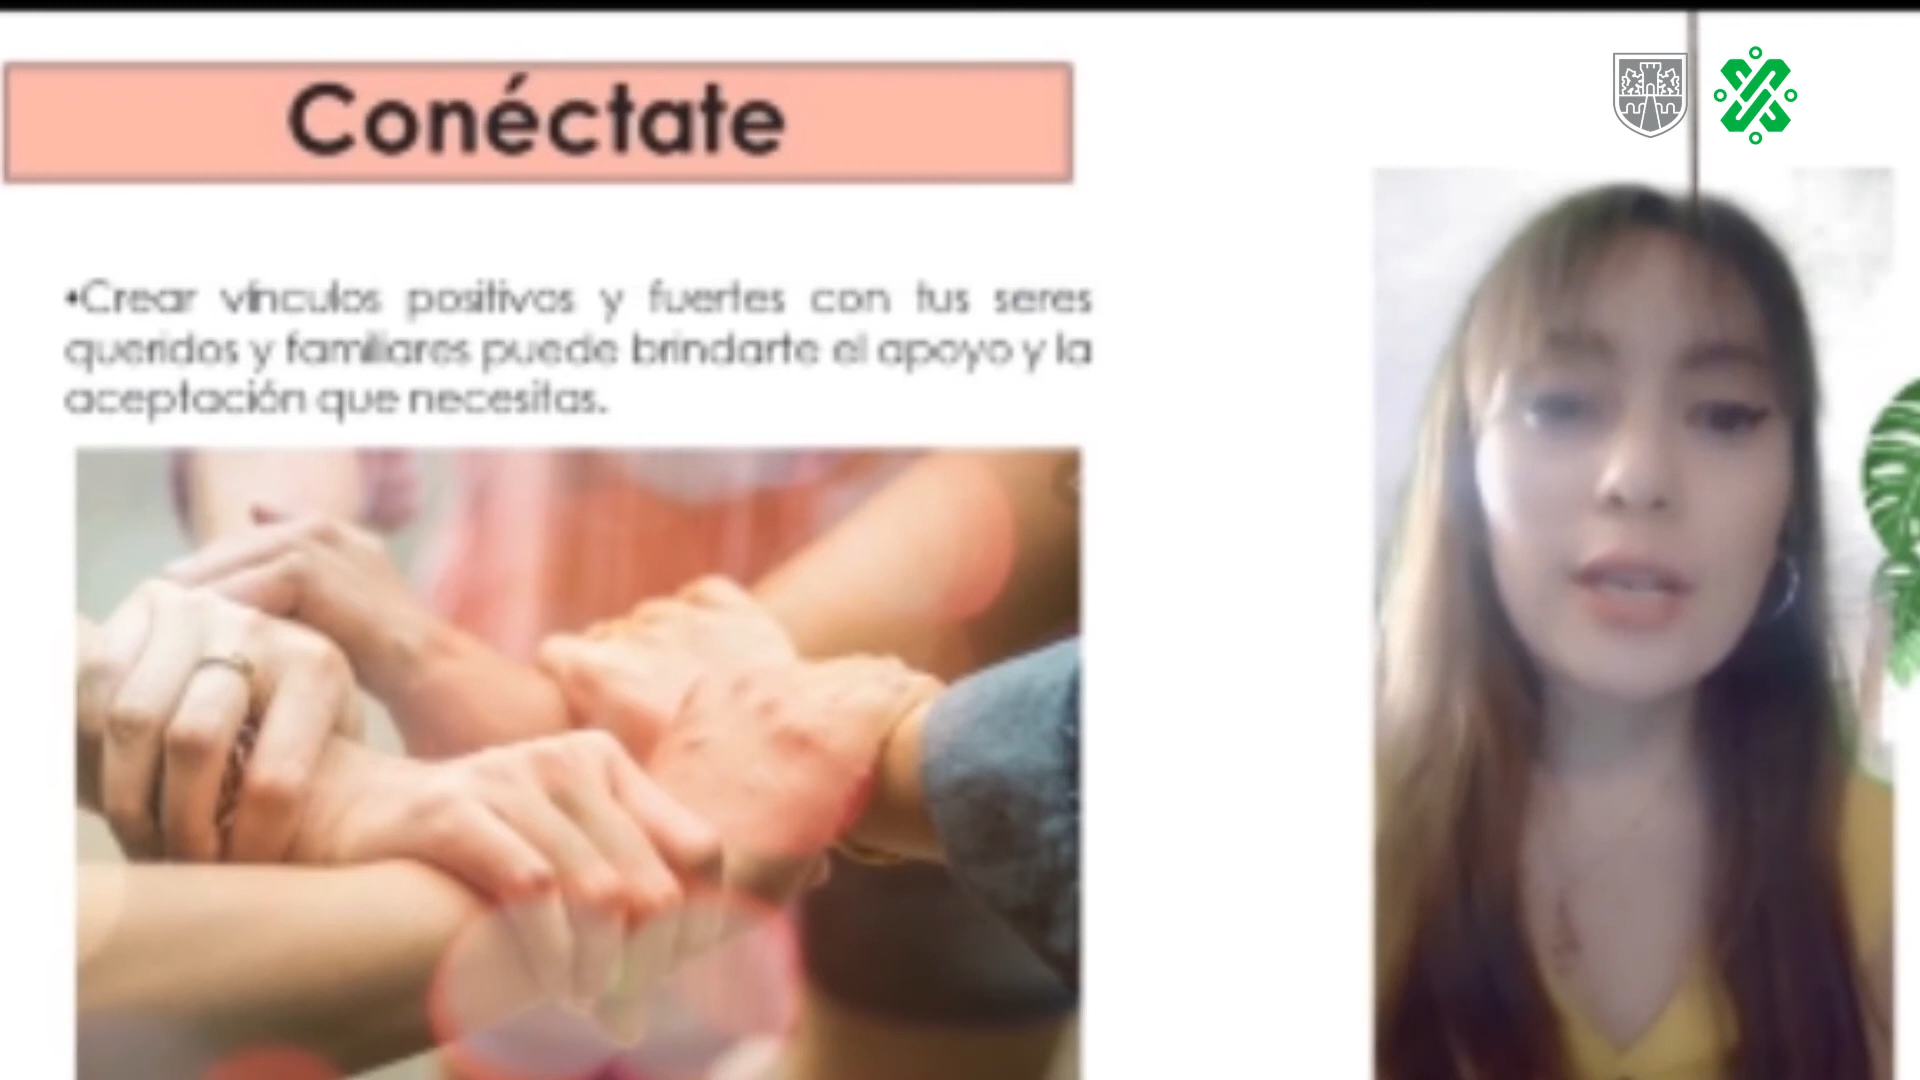 Conéctate
•Crear vínculos positivos y fuertes con tus seres
queridos y familiares puede brindarte el apoyo y la
aceptación que necesitas.